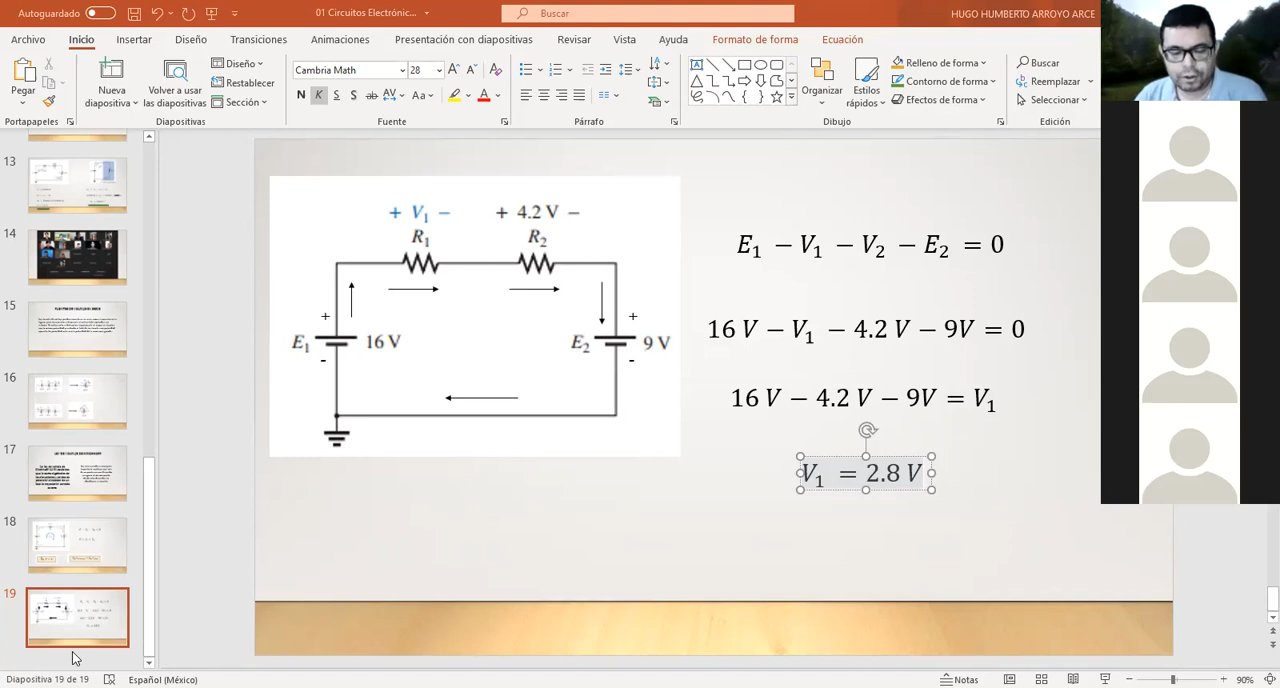 Autoguardado
01 Circuitos Electrónic...
Buscar
HUGO HUMBERTO ARROYO ARCE
Archivo Inicio Insertar Diseño Transiciones Animaciones Presentación con diapositivas Revisar Vista Ayuda Formato de forma Ecuación
Pegar
Nueva diapositiva
Volver a usar las diapositivas
Diseño
Restablecer
Sección
Cambria Math 28
N K S S ab AV Aa A
Organizar
Estilos rápidos
Relleno de forma
Contorno de forma
Efectos de forma
Buscar
Reemplazar
Seleccionar
Portapapeles Diapositivas Fuente Párrafo Dibujo Edición
13
14
15
16
17
18
19
+ V₁ − + 4.2 V −
R₁ R₂
+ +
E₁ 16 V E₂ 9 V
- -
E₁ − V₁ − V₂ − E₂ = 0
16 V − V₁ − 4.2 V − 9V = 0
16 V − 4.2 V − 9V = V₁
V₁ = 2.8 V
Diapositiva 19 de 19 Español (México) Notas 90%